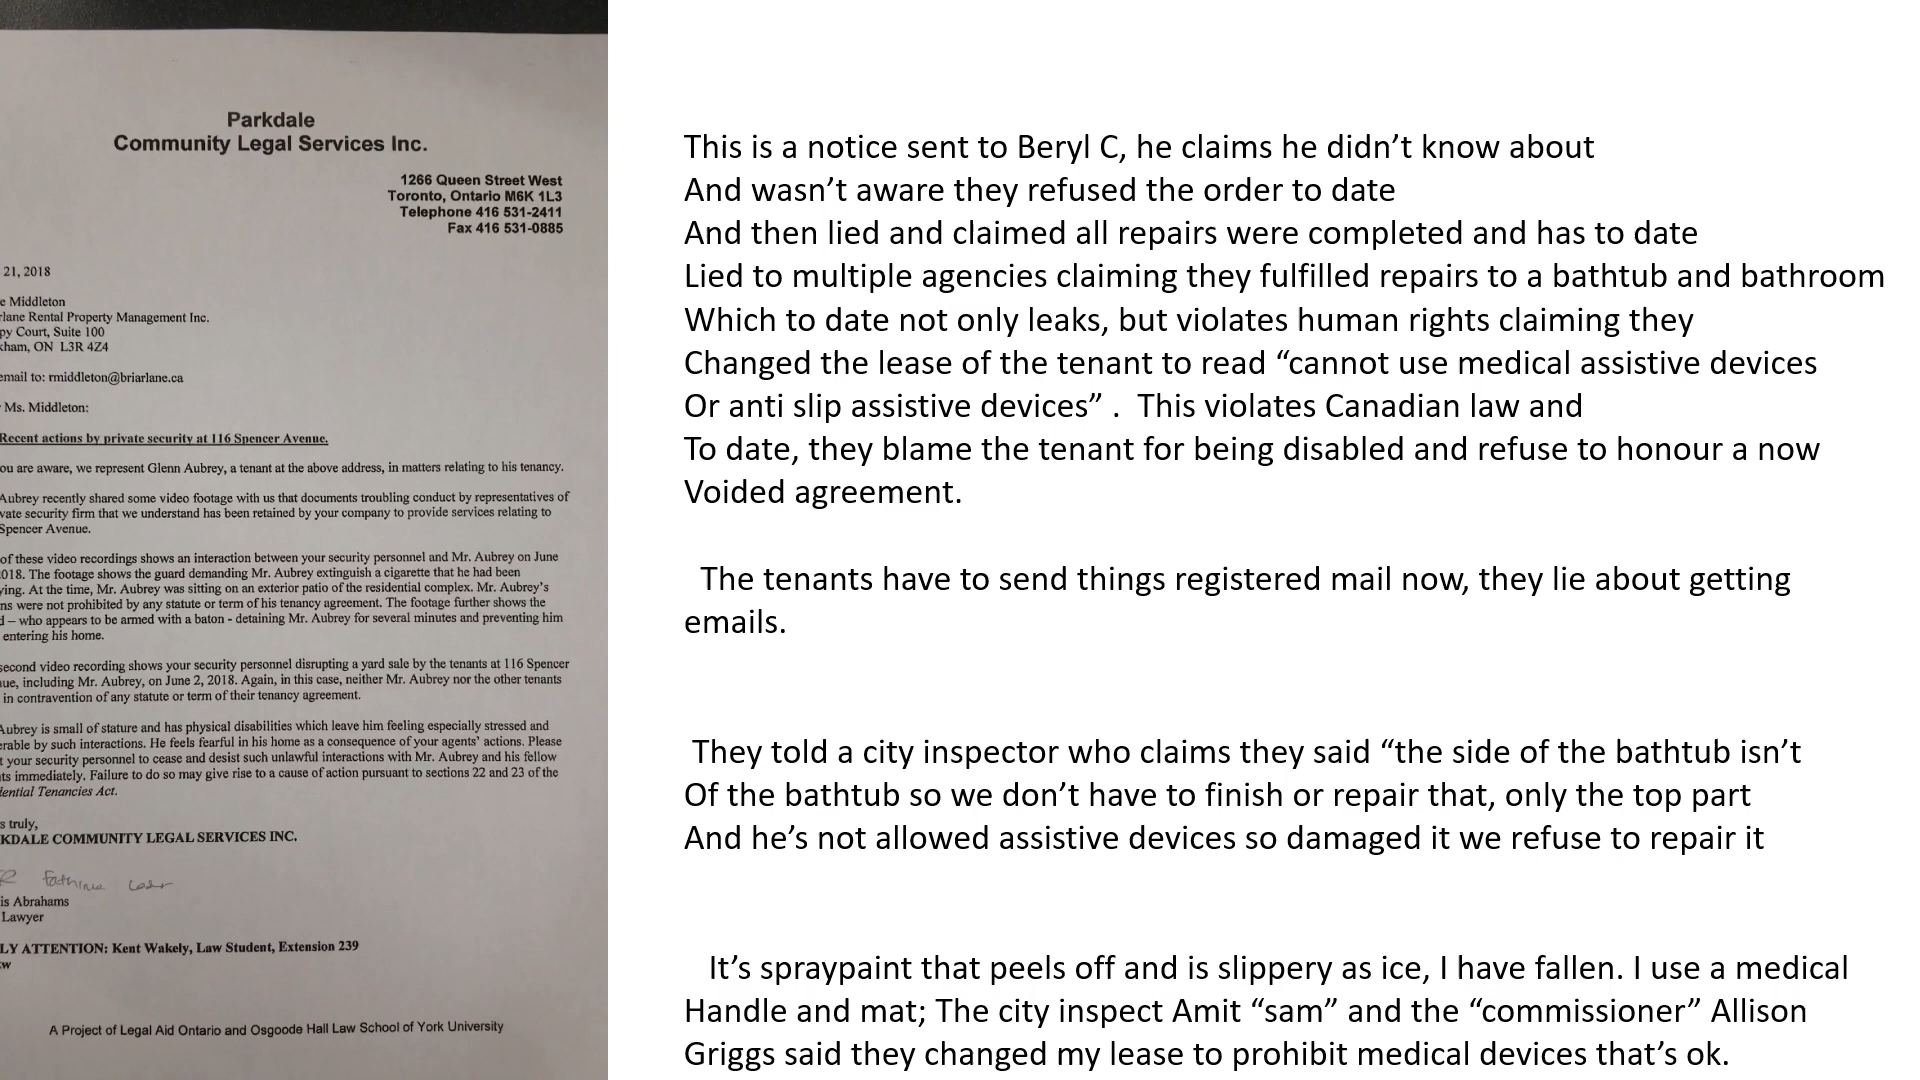 Parkdale
Community Legal Services Inc.
1266 Queen Street West
Toronto, Ontario M6K 1L3
Telephone 416 531-2411
Fax 416 531-0885
21, 2018
e Middleton
rlane Rental Property Management Inc.
py Court, Suite 100
kham, ON L3R 4Z4
email to: rmiddleton@briarlane.ca
Ms. Middleton:
Recent actions by private security at 116 Spencer Avenue.
ou are aware, we represent Glenn Aubrey, a tenant at the above address, in matters relating to his tenancy.
Aubrey recently shared some video footage with us that documents troubling conduct by representatives of
vate security firm that we understand has been retained by your company to provide services relating to
Spencer Avenue.
of these video recordings shows an interaction between your security personnel and Mr. Aubrey on June
018. The footage shows the guard demanding Mr. Aubrey extinguish a cigarette that he had been
ying. At the time, Mr. Aubrey was sitting on an exterior patio of the residential complex. Mr. Aubrey's
ns were not prohibited by any statute or term of his tenancy agreement. The footage further shows the
d – who appears to be armed with a baton - detaining Mr. Aubrey for several minutes and preventing him
entering his home.
second video recording shows your security personnel disrupting a yard sale by the tenants at 116 Spencer
ue, including Mr. Aubrey, on June 2, 2018. Again, in this case, neither Mr. Aubrey nor the other tenants
in contravention of any statute or term of their tenancy agreement.
Aubrey is small of stature and has physical disabilities which leave him feeling especially stressed and
erable by such interactions. He feels fearful in his home as a consequence of your agents' actions. Please
t your security personnel to cease and desist such unlawful interactions with Mr. Aubrey and his fellow
ts immediately. Failure to do so may give rise to a cause of action pursuant to sections 22 and 23 of the
dential Tenancies Act.
s truly,
KDALE COMMUNITY LEGAL SERVICES INC.
is Abrahams
Lawyer
LY ATTENTION: Kent Wakely, Law Student, Extension 239
A Project of Legal Aid Ontario and Osgoode Hall Law School of York University
This is a notice sent to Beryl C, he claims he didn't know about
And wasn't aware they refused the order to date
And then lied and claimed all repairs were completed and has to date
Lied to multiple agencies claiming they fulfilled repairs to a bathtub and bathroom
Which to date not only leaks, but violates human rights claiming they
Changed the lease of the tenant to read “cannot use medical assistive devices
Or anti slip assistive devices” . This violates Canadian law and
To date, they blame the tenant for being disabled and refuse to honour a now
Voided agreement.
The tenants have to send things registered mail now, they lie about getting
emails.
They told a city inspector who claims they said “the side of the bathtub isn't
Of the bathtub so we don't have to finish or repair that, only the top part
And he's not allowed assistive devices so damaged it we refuse to repair it
It's spraypaint that peels off and is slippery as ice, I have fallen. I use a medical
Handle and mat; The city inspect Amit “sam” and the “commissioner” Allison
Griggs said they changed my lease to prohibit medical devices that's ok.